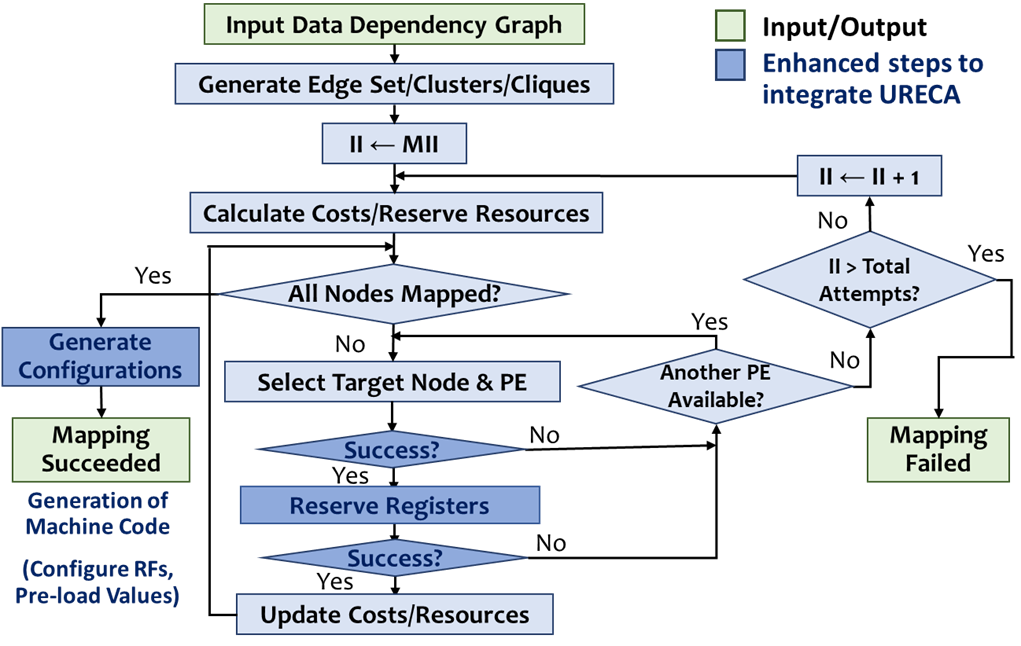 Input Data Dependency Graph
Input/Output
Enhanced steps to
integrate URECA
Generate Edge Set/Clusters/Cliques
II ← MII
II ← II + 1
Calculate Costs/Reserve Resources
No
II > Total
Attempts?
Yes
Yes
All Nodes Mapped?
Generate
Configurations
No
Yes
Select Target Node & PE
Another PE
Available?
No
Mapping
Succeeded
Success?
No
Mapping
Failed
Yes
Generation of
Machine Code
Reserve Registers
(Configure RFs,
Pre-load Values)
Success?
No
Yes
Update Costs/Resources